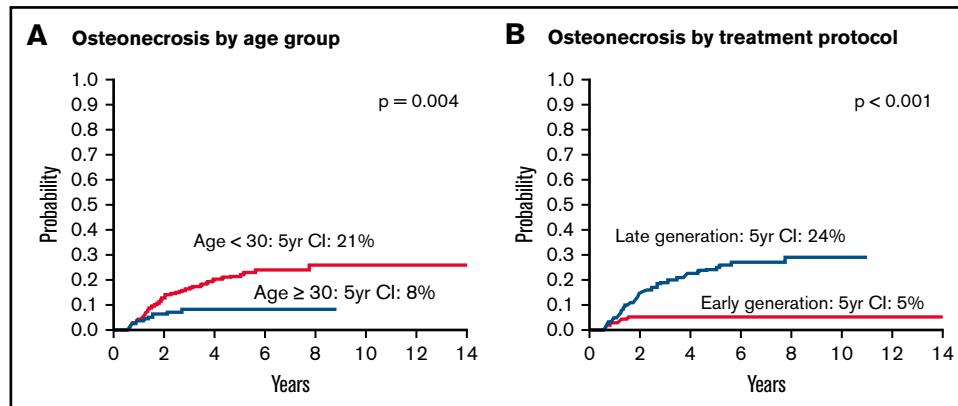 A Osteonecrosis by age group
1.0
0.9
0.8
0.7
0.6
0.5
0.4
0.3
0.2
0.1
0.0
Probability
p = 0.004
Age < 30: 5yr CI: 21%
Age ≥ 30: 5yr CI: 8%
0 2 4 6 8 10 12 14
Years
B Osteonecrosis by treatment protocol
1.0
0.9
0.8
0.7
0.6
0.5
0.4
0.3
0.2
0.1
0.0
Probability
p < 0.001
Late generation: 5yr CI: 24%
Early generation: 5yr CI: 5%
0 2 4 6 8 10 12 14
Years